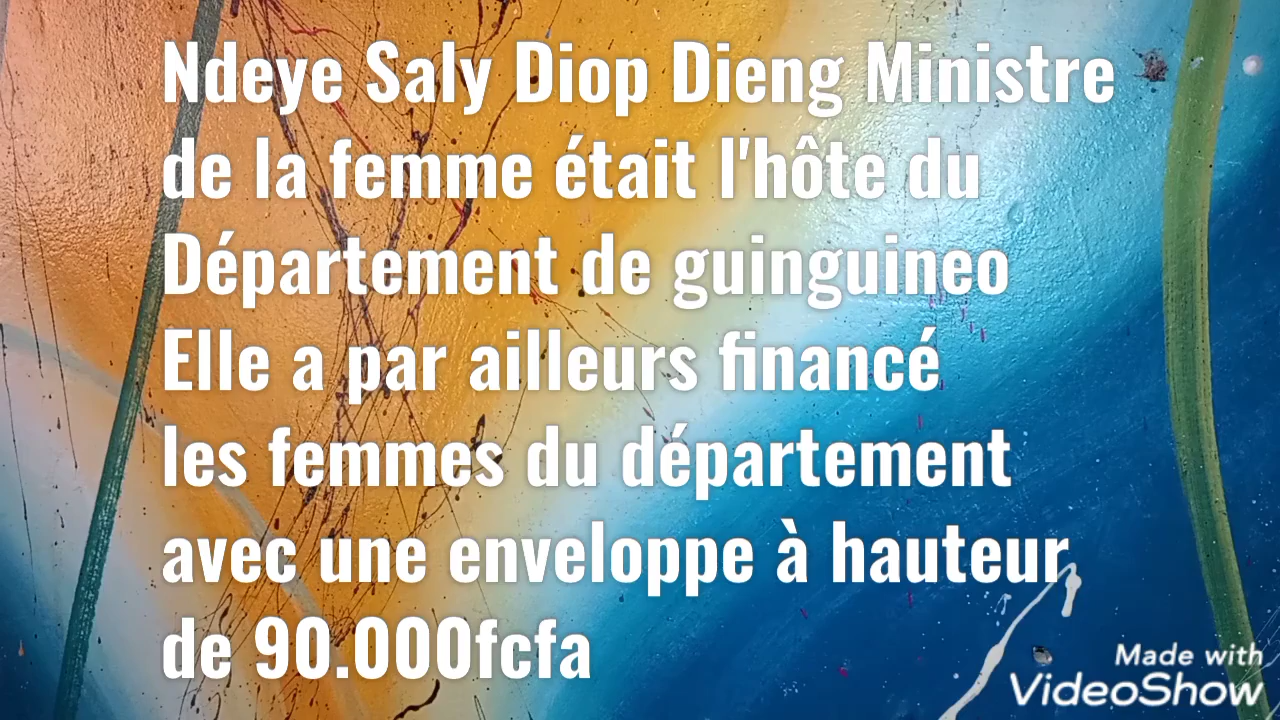 Ndeye Saly Diop Dieng Ministre
de la femme était l'hôte du
Département de guinguineo
Elle a par ailleurs financé
les femmes du département
avec une enveloppe à hauteur
de 90.000fcfa
Made with
VideoShow